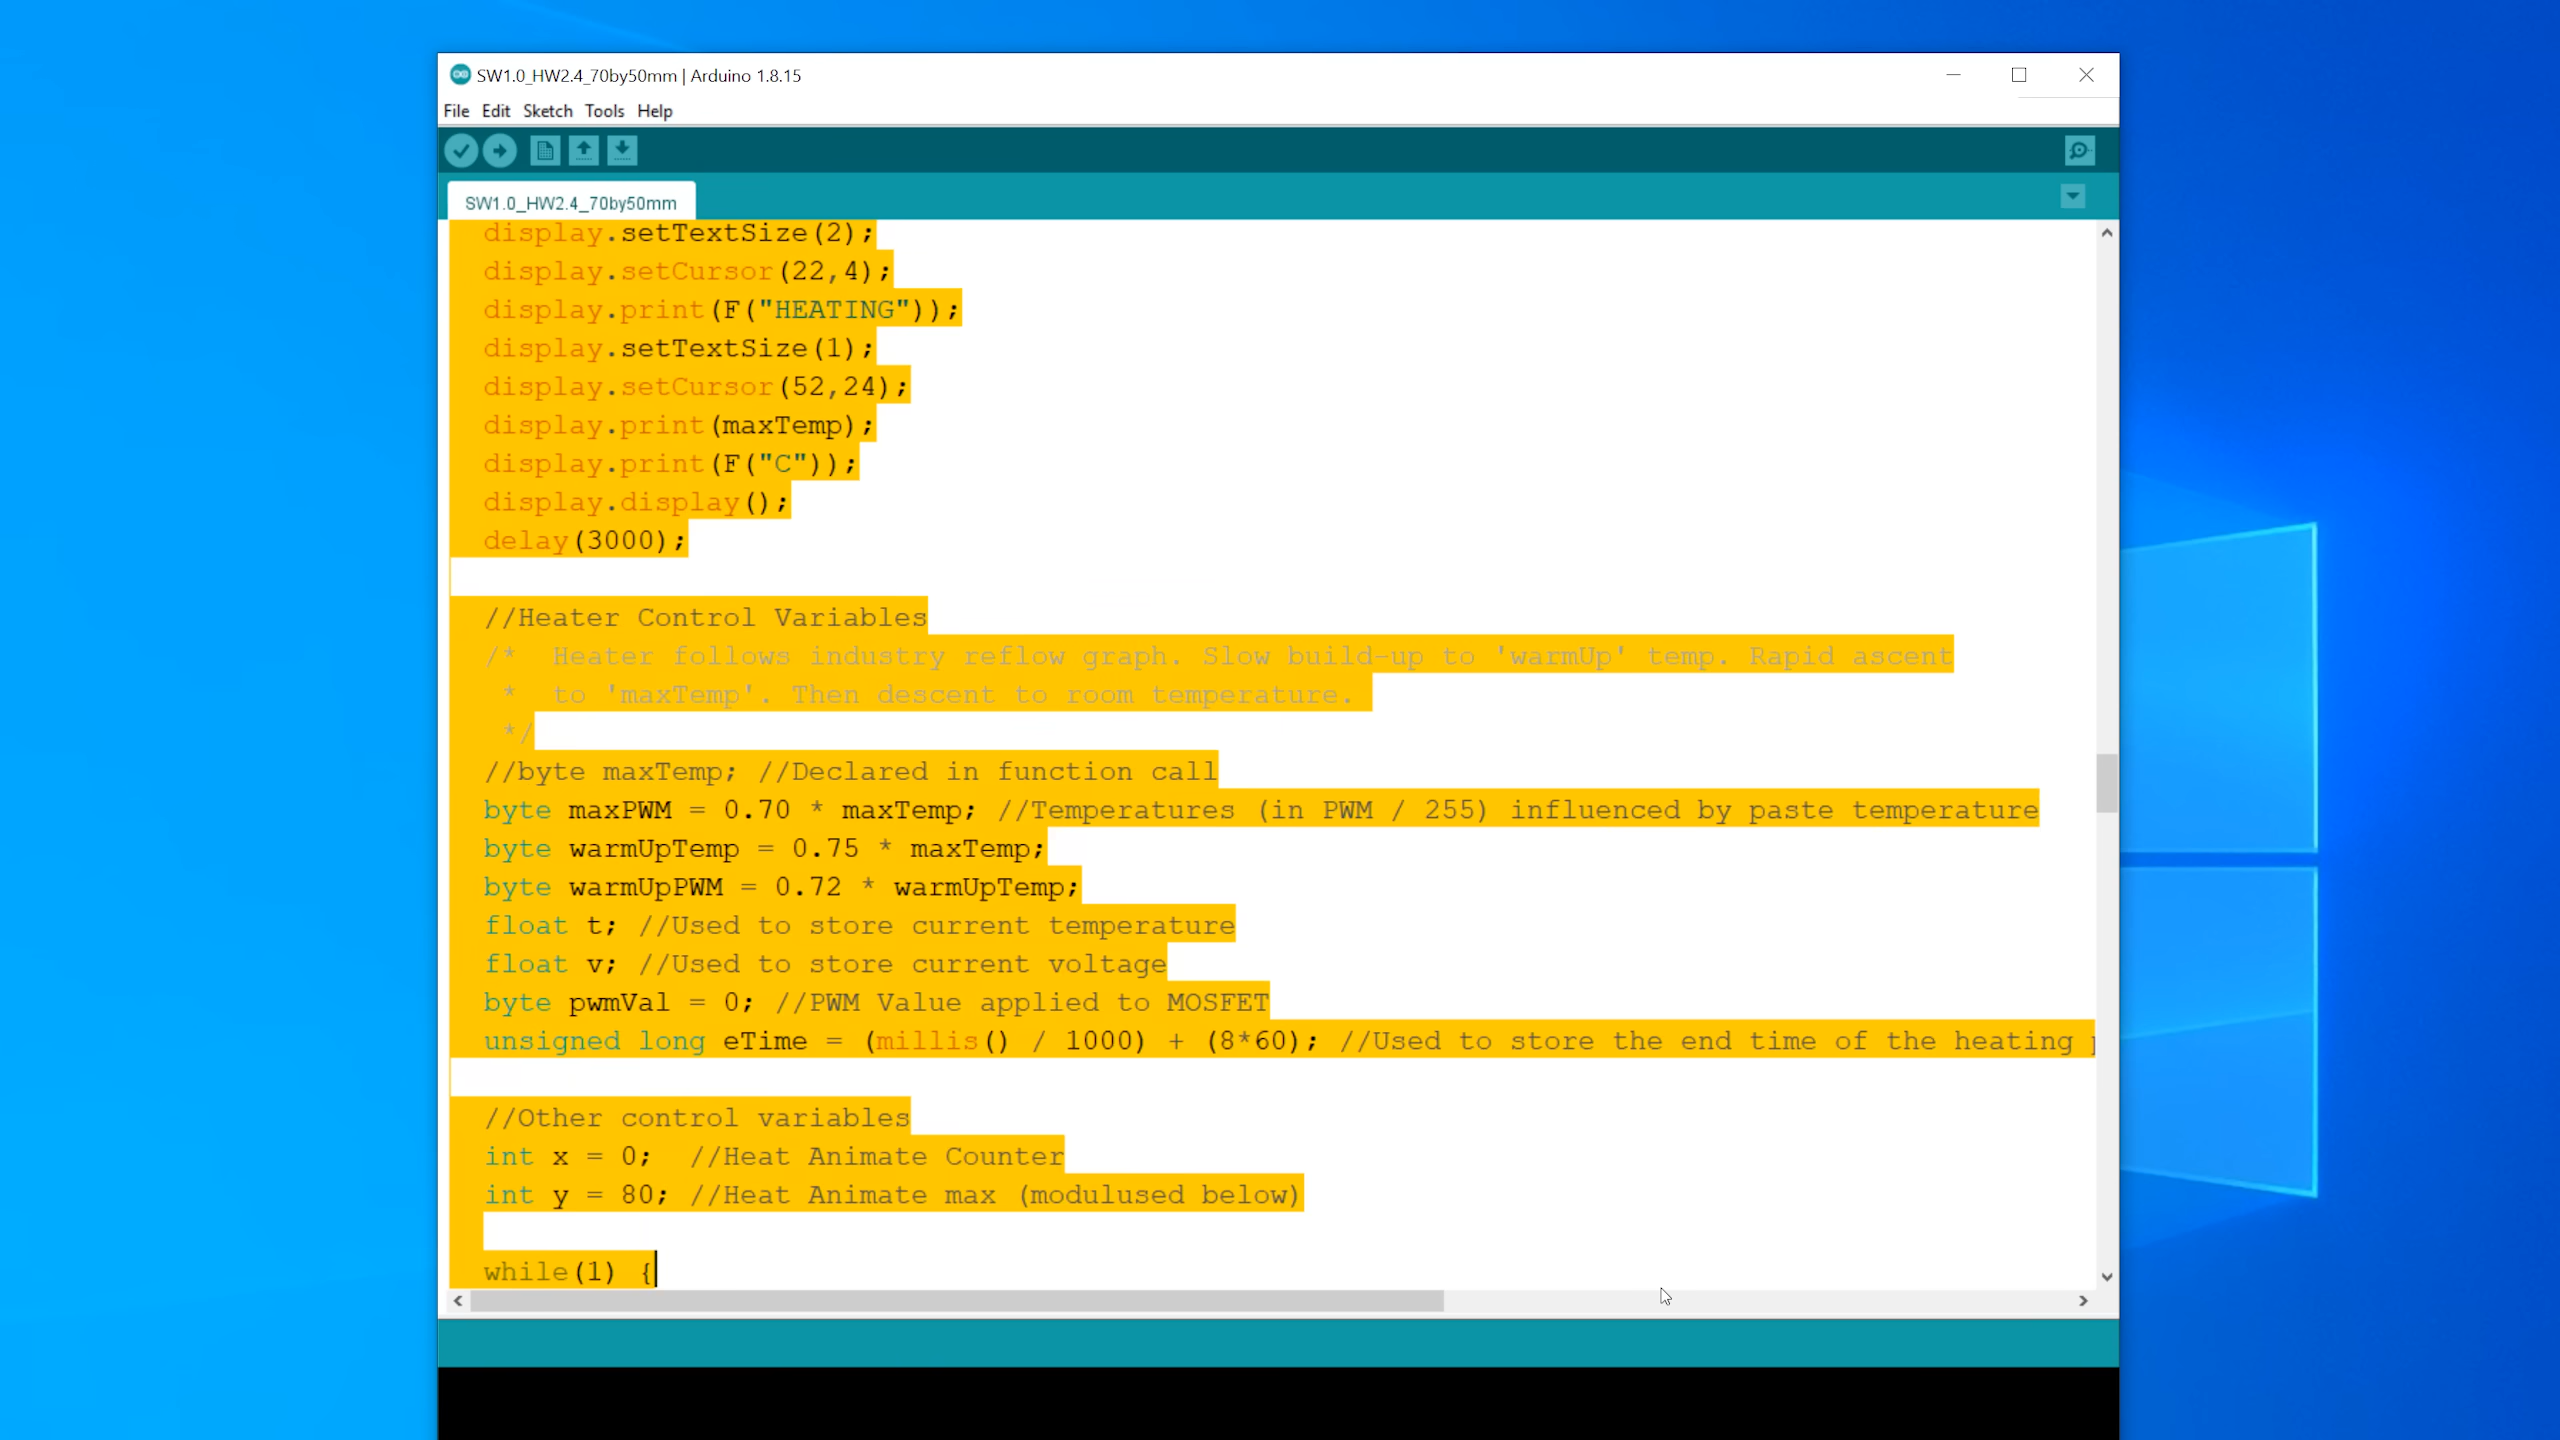 SW1.0_HW2.4_70by50mm | Arduino 1.8.15
File Edit Sketch Tools Help
SW1.0_HW2.4_70by50mm
display.setTextSize(2);
display.setCursor(22,4);
display.print(F("HEATING"));
display.setTextSize(1);
display.setCursor(52,24);
display.print(maxTemp);
display.print(F("C"));
display.display();
delay(3000);
//Heater Control Variables
/*  Heater follows industry reflow graph. Slow build-up to 'warmUp' temp. Rapid ascent
 *  to 'maxTemp'. Then descent to room temperature.
 */
//byte maxTemp; //Declared in function call
byte maxPWM = 0.70 * maxTemp; //Temperatures (in PWM / 255) influenced by paste temperature
byte warmUpTemp = 0.75 * maxTemp;
byte warmUpPWM = 0.72 * warmUpTemp;
float t; //Used to store current temperature
float v; //Used to store current voltage
byte pwmVal = 0; //PWM Value applied to MOSFET
unsigned long eTime = (millis() / 1000) + (8*60); //Used to store the end time of the heating
//Other control variables
int x = 0;  //Heat Animate Counter
int y = 80; //Heat Animate max (modulused below)
while(1) {